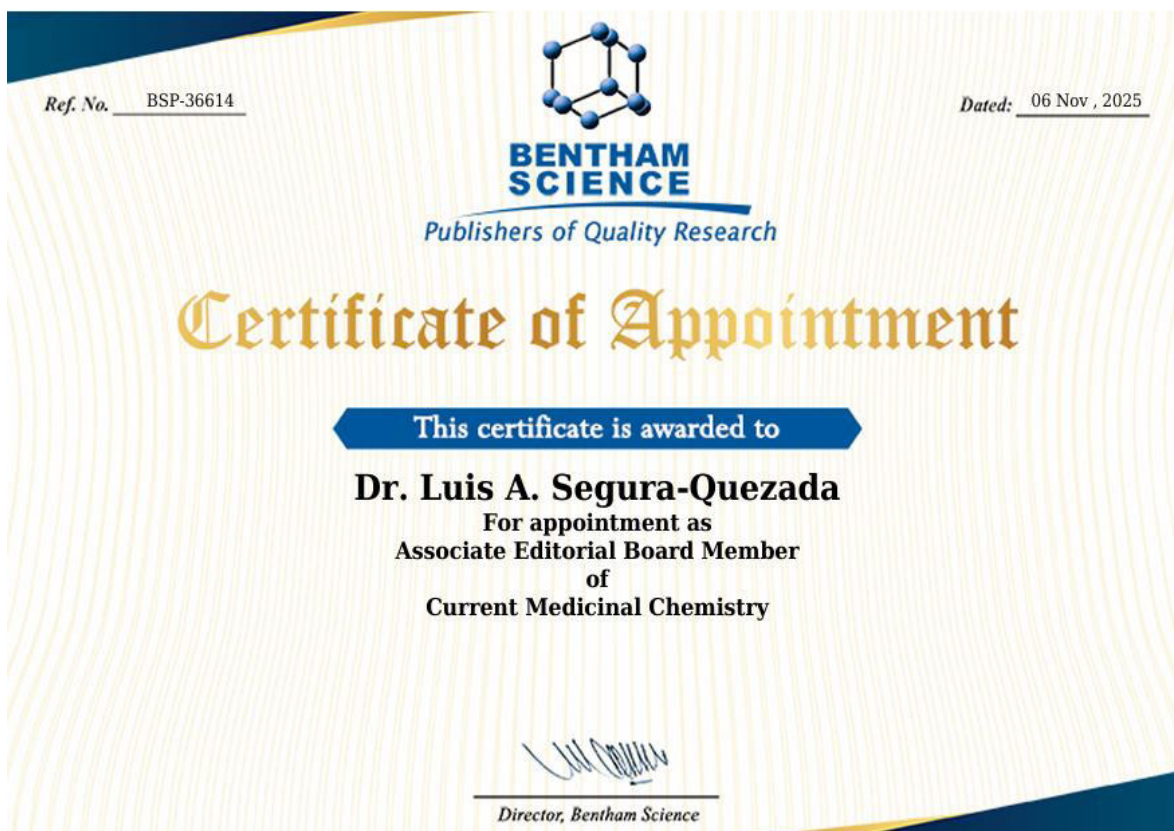 Ref. No. BSP-36614
Dated: 06 Nov , 2025
BENTHAM
SCIENCE
Publishers of Quality Research
Certificate of Appointment
This certificate is awarded to
Dr. Luis A. Segura-Quezada
For appointment as
Associate Editorial Board Member
of
Current Medicinal Chemistry
Director, Bentham Science